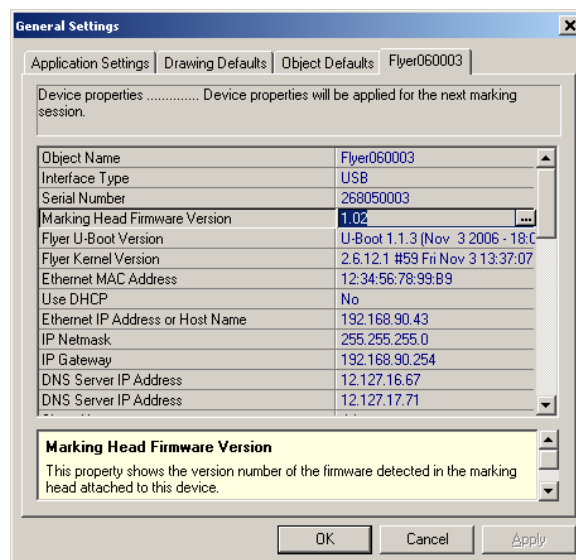 General Settings
Application Settings Drawing Defaults Object Defaults Flyer060003
Device properties .............. Device properties will be applied for the next marking
session.
Object Name Flyer060003
Interface Type USB
Serial Number 268050003
Marking Head Firmware Version 1.02 ...
Flyer U-Boot Version U-Boot 1.1.3 (Nov 3 2006 - 18:0
Flyer Kernel Version 2.6.12.1 #59 Fri Nov 3 13:37:07
Ethernet MAC Address 12:34:56:78:99:B9
Use DHCP No
Ethernet IP Address or Host Name 192.168.90.43
IP Netmask 255.255.255.0
IP Gateway 192.168.90.254
DNS Server IP Address 12.127.16.67
DNS Server IP Address 12.127.17.71
Marking Head Firmware Version
This property shows the version number of the firmware detected in the marking
head attached to this device.
OK Cancel Apply